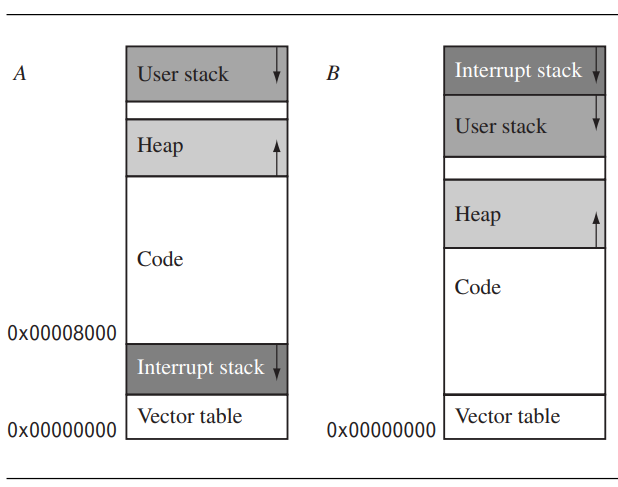 A
User stack
Heap
Code
0x00008000
Interrupt stack
Vector table
0x00000000
B
Interrupt stack
User stack
Heap
Code
Vector table
0x00000000